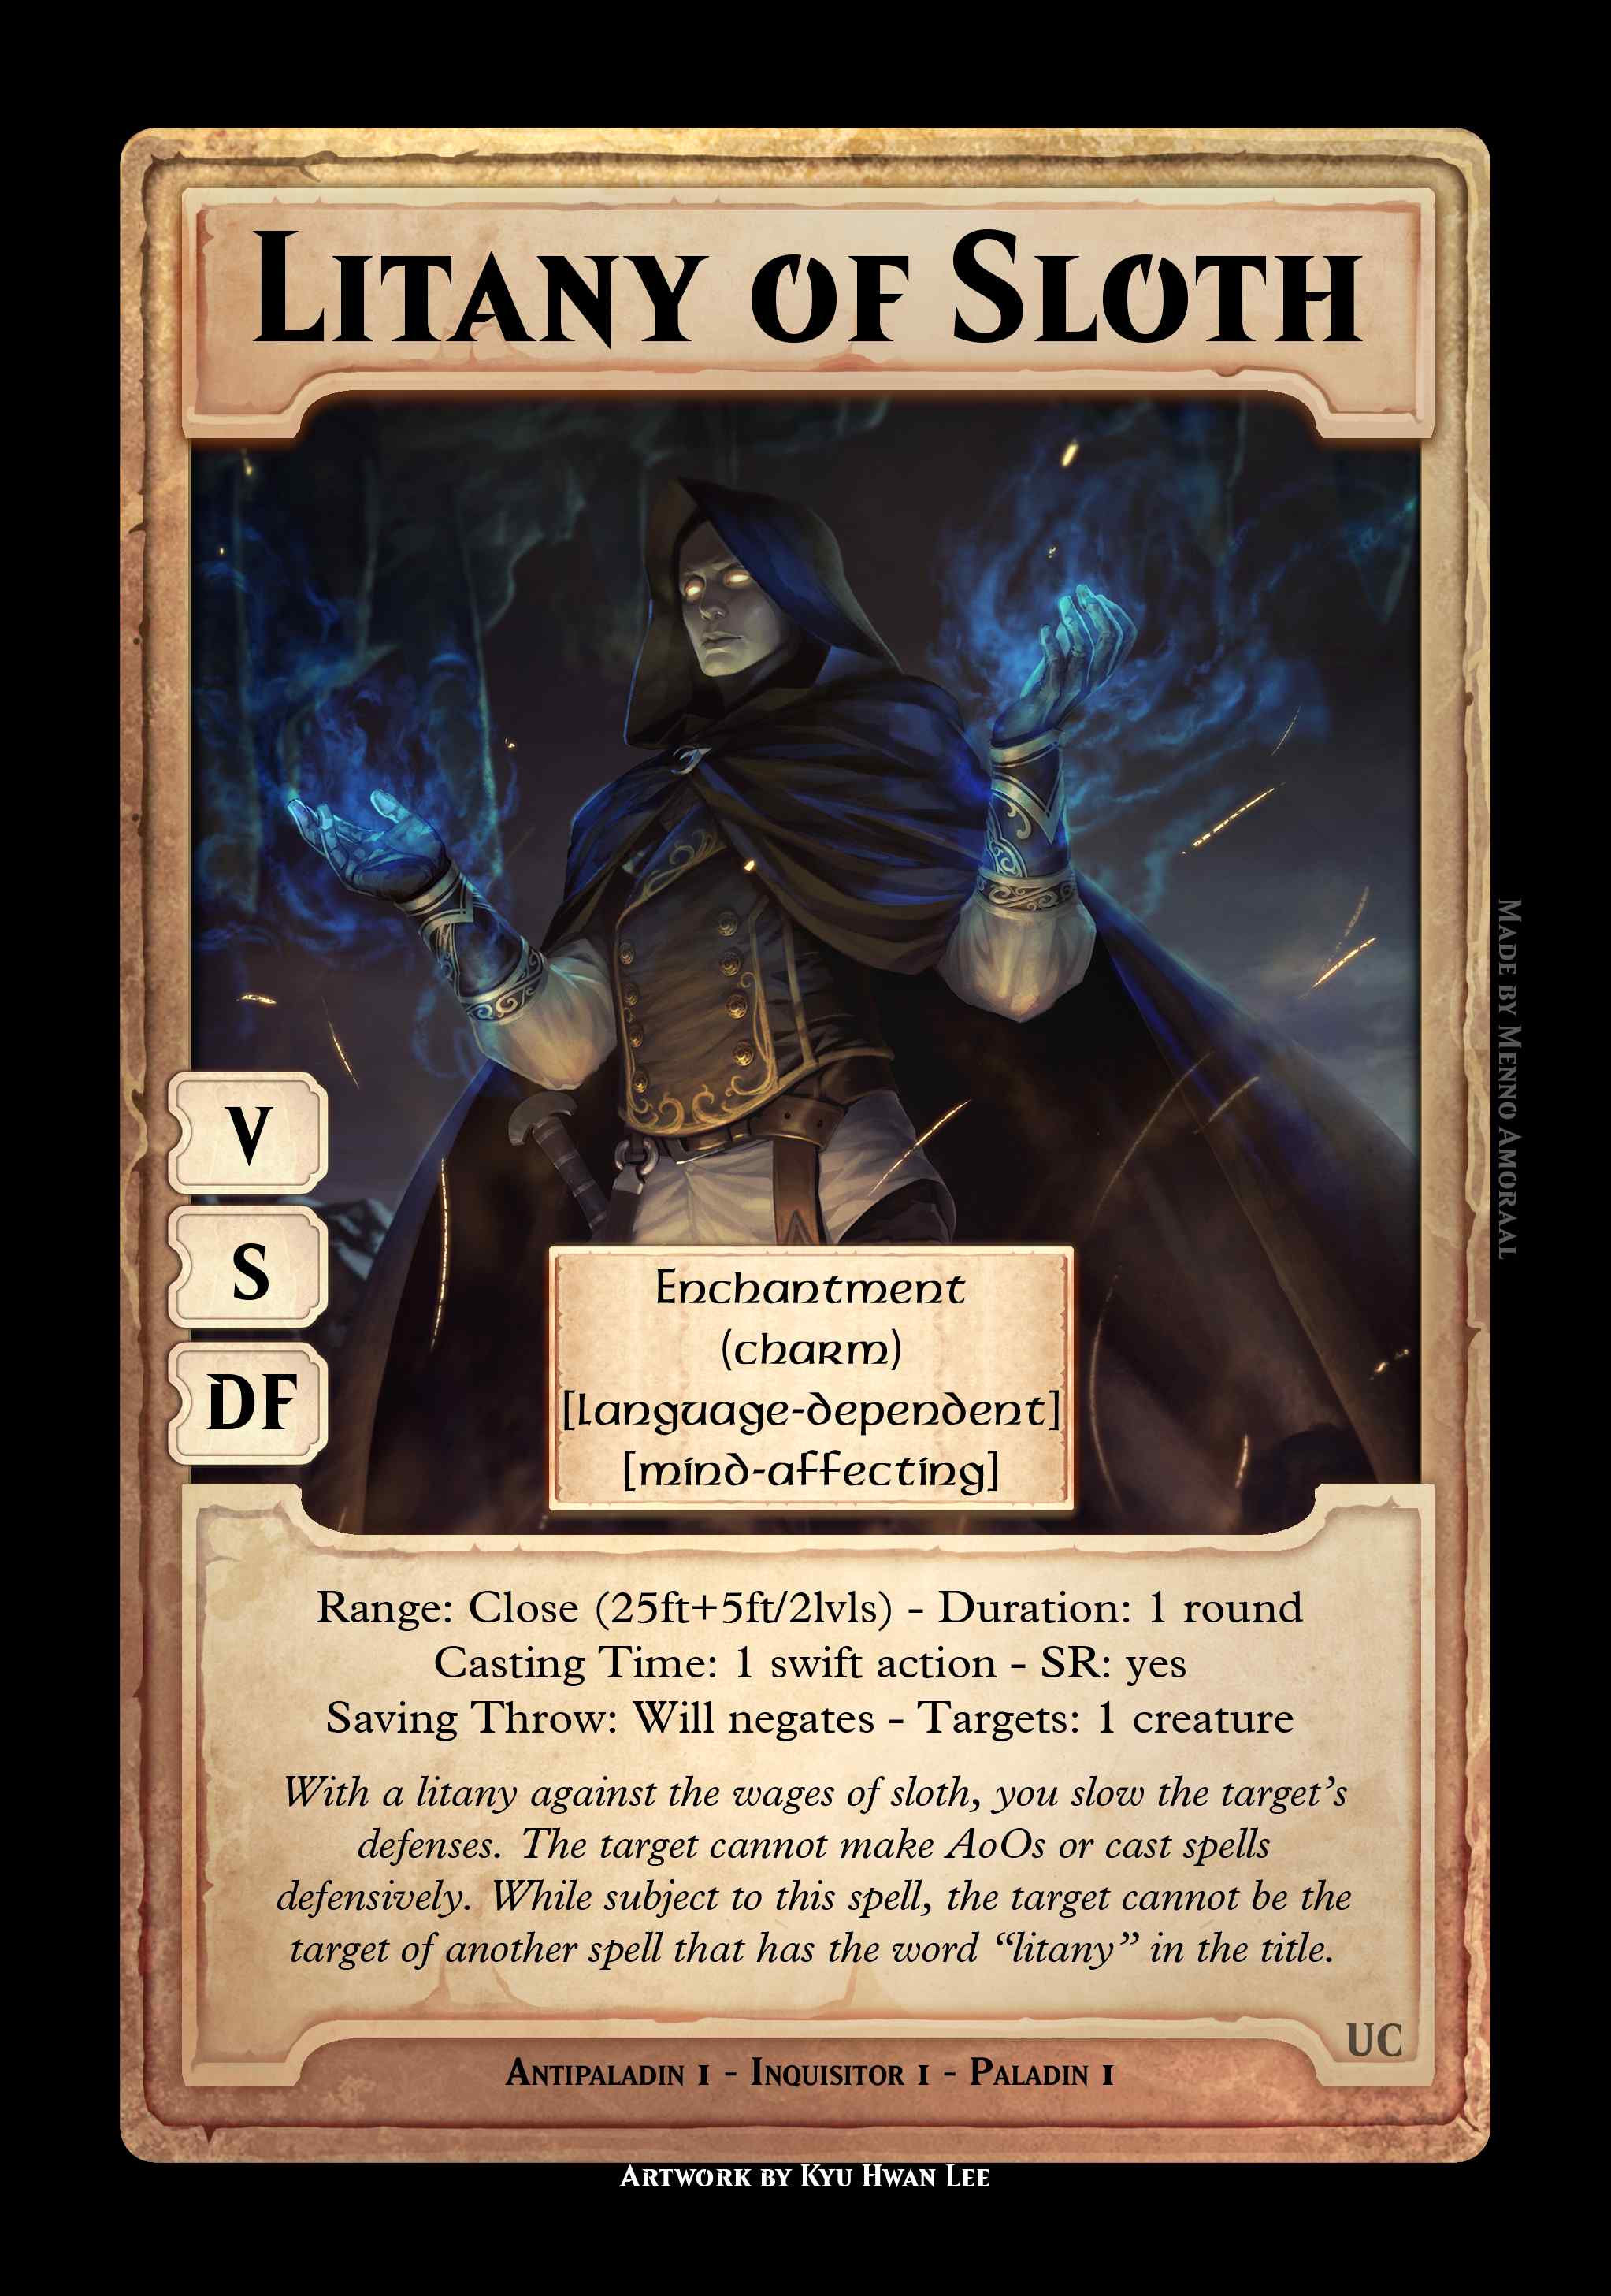 Litany of Sloth
V
S
DF
Enchantment
(charm)
[language-dependent]
[mind-affecting]
Range: Close (25ft+5ft/2lvls) - Duration: 1 round
Casting Time: 1 swift action - SR: yes
Saving Throw: Will negates - Targets: 1 creature
With a litany against the wages of sloth, you slow the target’s
defenses. The target cannot make AoOs or cast spells
defensively. While subject to this spell, the target cannot be the
target of another spell that has the word “litany” in the title.
UC
Antipaladin 1 - Inquisitor 1 - Paladin 1
Artwork by Kyu Hwan Lee
Made by Menno Amoraal